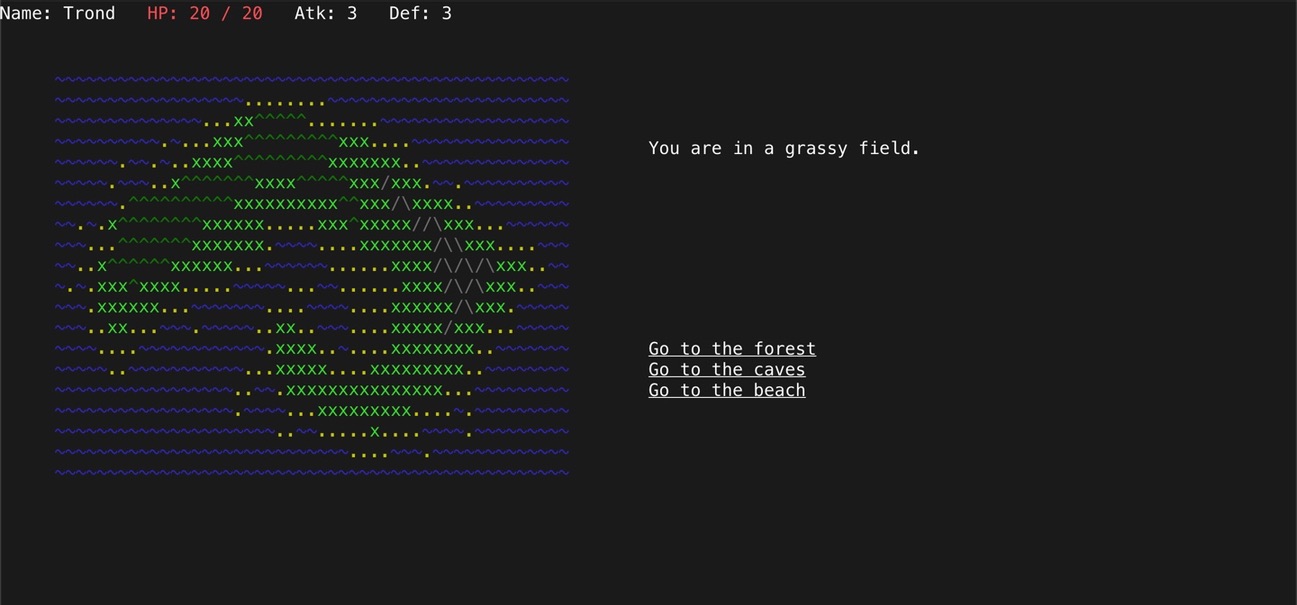 Name: Trond   HP: 20 / 20   Atk: 3   Def: 3
You are in a grassy field.
Go to the forest
Go to the caves
Go to the beach